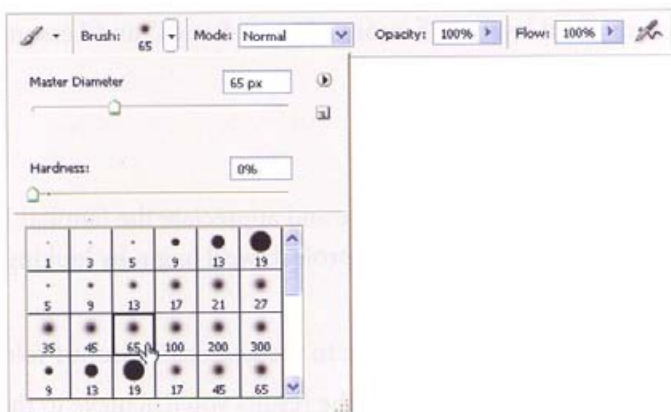 Brush: 65 Mode: Normal Opacity: 100% Flow: 100%
Master Diameter 65 px
Hardness: 0%
1 3 5 9 13 19
5 9 13 17 21 27
35 45 65 100 200 300
9 13 19 17 45 65